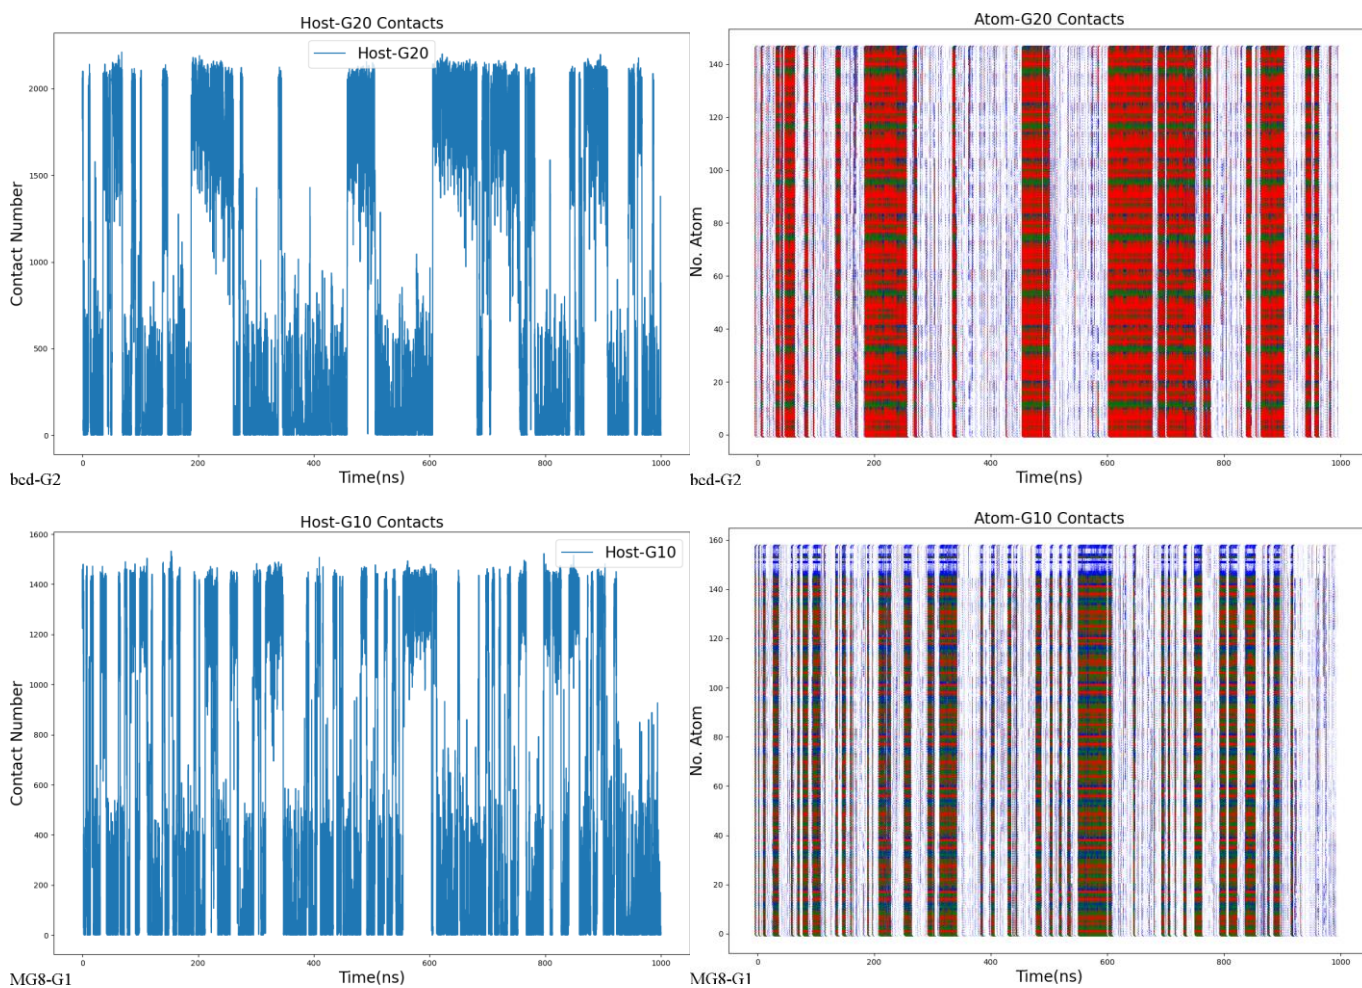 Host-G20 Contacts
Host-G20
Contact Number
2000
1500
1000
500
0
0 200 400 600 800 1000
Time(ns)
bcd-G2
Atom-G20 Contacts
No. Atom
140
120
100
80
60
40
20
0
0 200 400 600 800 1000
Time(ns)
bcd-G2
Host-G10 Contacts
Host-G10
Contact Number
1600
1400
1200
1000
800
600
400
200
0
0 200 400 600 800 1000
Time(ns)
MG8-G1
Atom-G10 Contacts
No. Atom
160
140
120
100
80
60
40
20
0
0 200 400 600 800 1000
Time(ns)
MG8-G1